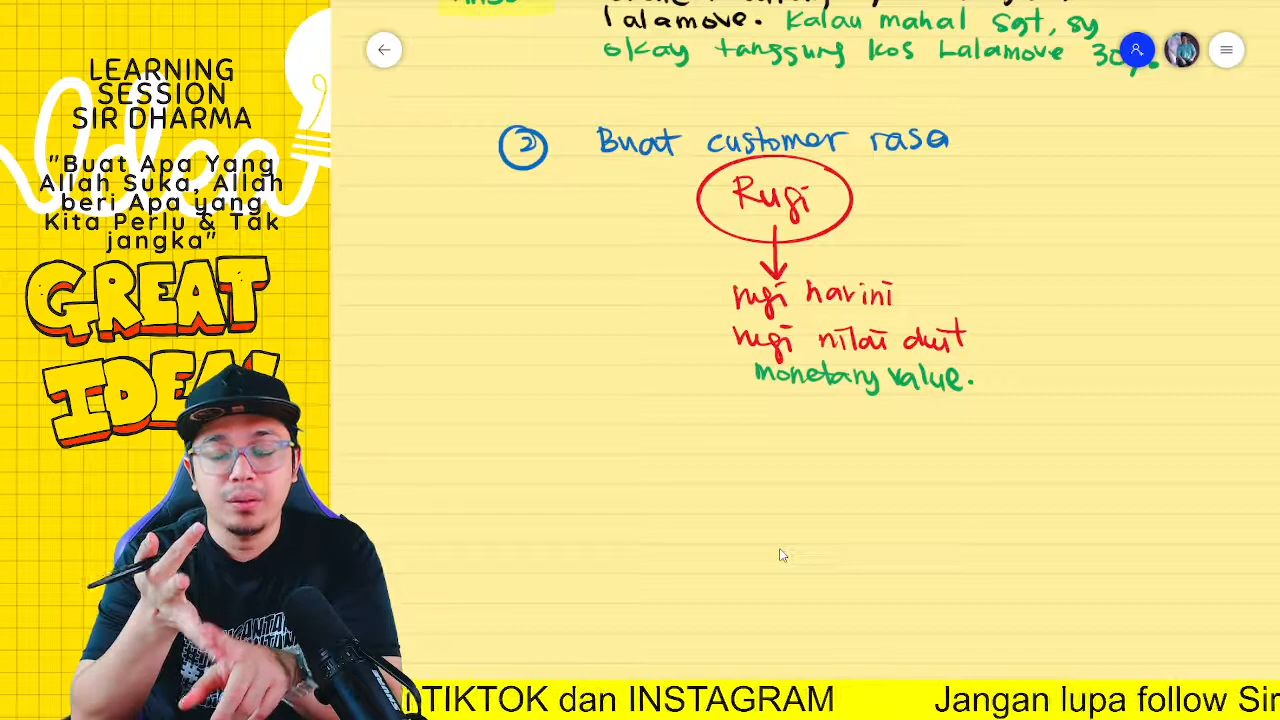 LEARNING
SESSION
SIR DHARMA
"Buat Apa Yang
Allah Suka, Allah
beri Apa yang
Kita Perlu & Tak
jangka"
GREAT
lalamove. Kalau mahal sgt, sy
okay tanggung kos Lalamove
2 Buat customer rasa
Rugi
rugi harini
rugi nilai duit
monetary value.
TIKTOK dan INSTAGRAM Jangan lupa follow Sir